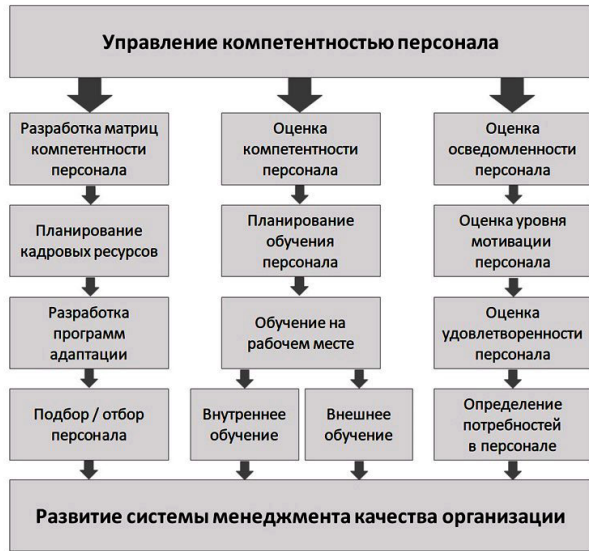 Управление компетентностью персонала
Разработка матриц
компетентности
персонала
Оценка
компетентности
персонала
Оценка
осведомленности
персонала
Планирование
кадровых ресурсов
Планирование
обучения
персонала
Оценка уровня
мотивации
персонала
Разработка
программ
адаптации
Обучение на
рабочем месте
Оценка
удовлетворенности
персонала
Подбор / отбор
персонала
Внутреннее
обучение
Внешнее
обучение
Определение
потребностей
в персонале
Развитие системы менеджмента качества организации